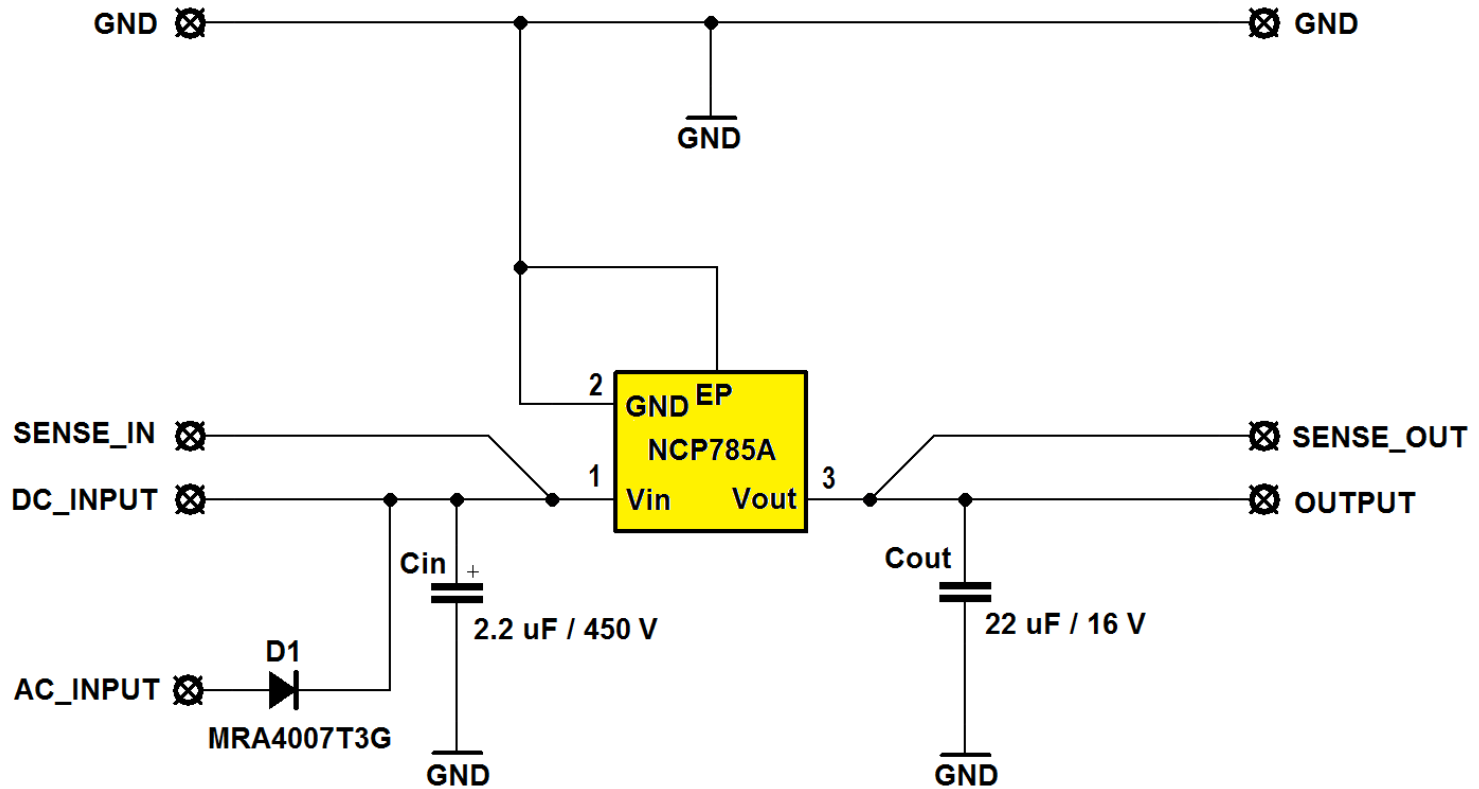 GND
GND
GND
2
GND
EP
NCP785A
SENSE_IN
SENSE_OUT
1
3
DC_INPUT
Vin
Vout
OUTPUT
Cin
+
Cout
2.2 uF / 450 V
22 uF / 16 V
D1
AC_INPUT
MRA4007T3G
GND
GND